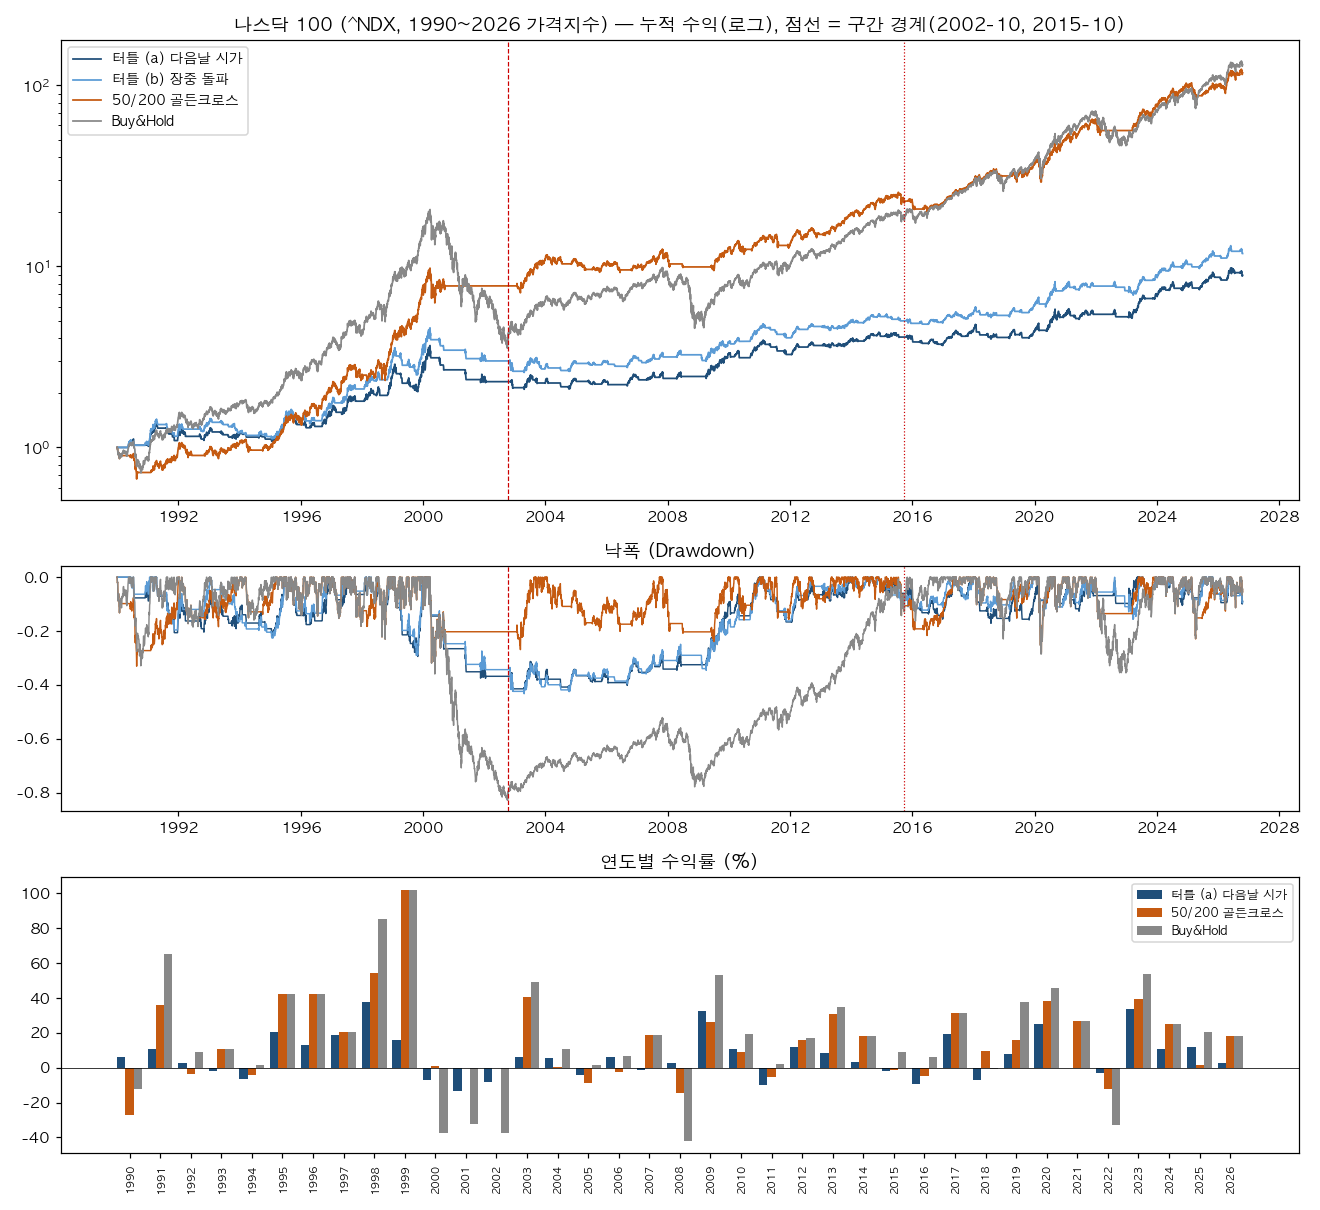 나스닥 100 (^NDX, 1990~2026 가격지수) — 누적 수익(로그), 점선 = 구간 경계(2002-10, 2015-10)
터틀 (a) 다음날 시가
터틀 (b) 장중 돌파
50/200 골든크로스
Buy&Hold
10²
10¹
10⁰
1992 1996 2000 2004 2008 2012 2016 2020 2024 2028
낙폭 (Drawdown)
0.0
-0.2
-0.4
-0.6
-0.8
1992 1996 2000 2004 2008 2012 2016 2020 2024 2028
연도별 수익률 (%)
터틀 (a) 다음날 시가
50/200 골든크로스
Buy&Hold
100
80
60
40
20
0
-20
-40
1990 1991 1992 1993 1994 1995 1996 1997 1998 1999 2000 2001 2002 2003 2004 2005 2006 2007 2008 2009 2010 2011 2012 2013 2014 2015 2016 2017 2018 2019 2020 2021 2022 2023 2024 2025 2026